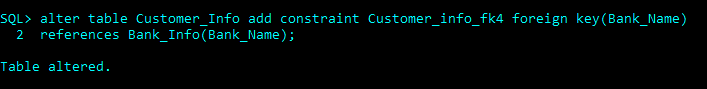 SQL> alter table Customer_Info add constraint Customer_info_fk4 foreign key(Bank_Name)
  2  references Bank_Info(Bank_Name);
Table altered.